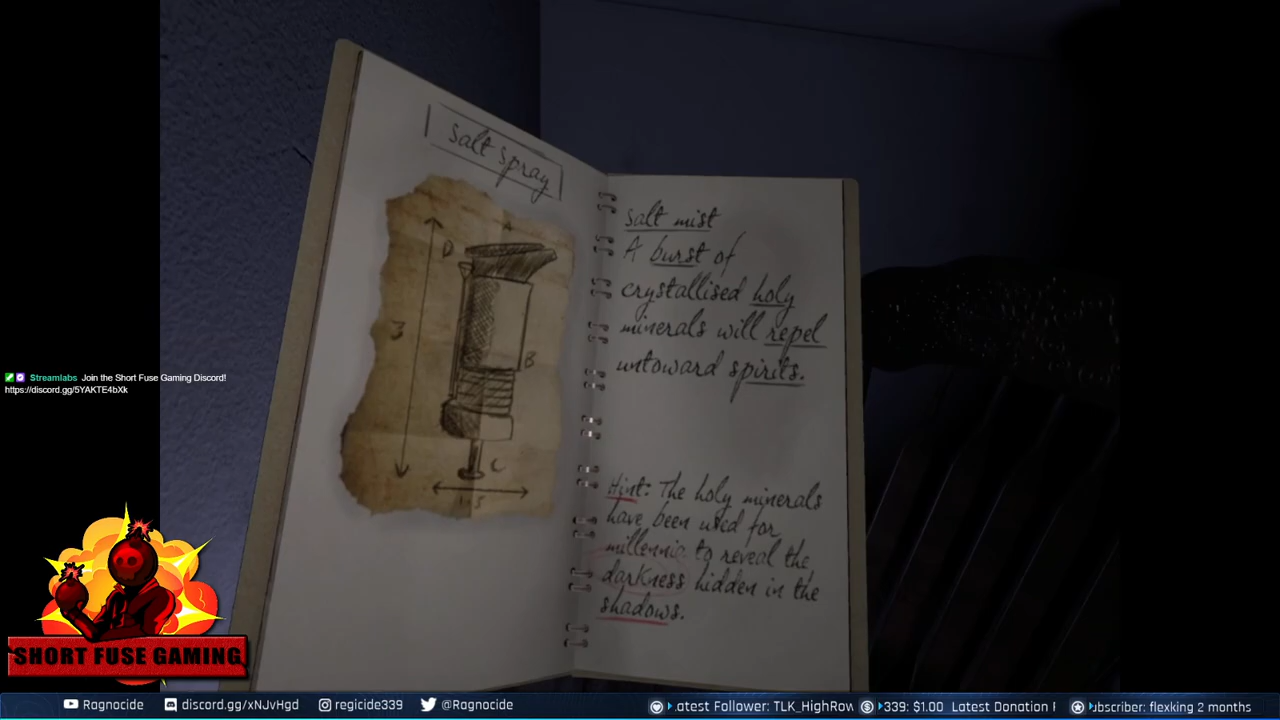 Salt Spray
A
D
3
B
C
1.5
Salt mist
A burst of
crystallised holy
minerals will repel
untoward spirits.
Hint: The holy minerals
have been used for
millennia to reveal the
darkness hidden in the
shadows.
Streamlabs Join the Short Fuse Gaming Discord!
https://discord.gg/5YAKTE4bXk
SHORT FUSE GAMING
Ragnocide discord.gg/xNJvHgd regicide339 @Ragnocide .atest Follower: TLK_HighRow 339: $1.00 Latest Donation ubscriber: flexking 2 months